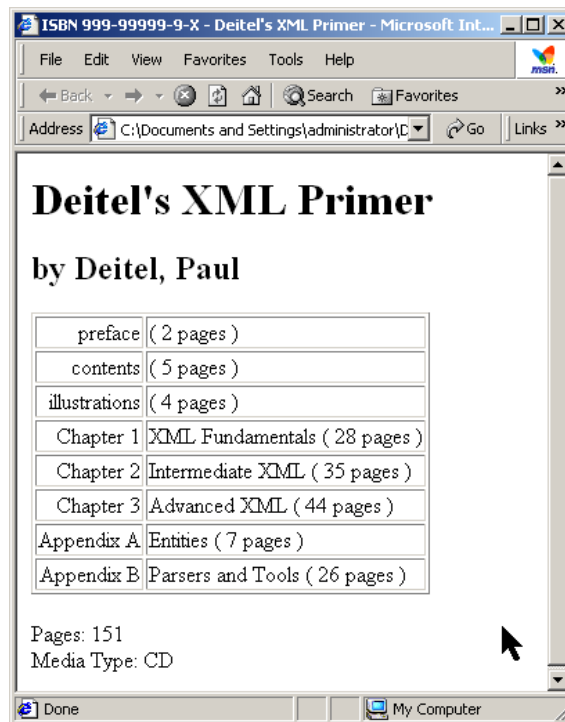 ISBN 999-99999-9-X - Deitel's XML Primer - Microsoft Int...
File Edit View Favorites Tools Help
msn.
Back Search Favorites »
Address C:\Documents and Settings\administrator\D Go Links »
Deitel's XML Primer
by Deitel, Paul
preface ( 2 pages )
contents ( 5 pages )
illustrations ( 4 pages )
Chapter 1 XML Fundamentals ( 28 pages )
Chapter 2 Intermediate XML ( 35 pages )
Chapter 3 Advanced XML ( 44 pages )
Appendix A Entities ( 7 pages )
Appendix B Parsers and Tools ( 26 pages )
Pages: 151
Media Type: CD
Done My Computer